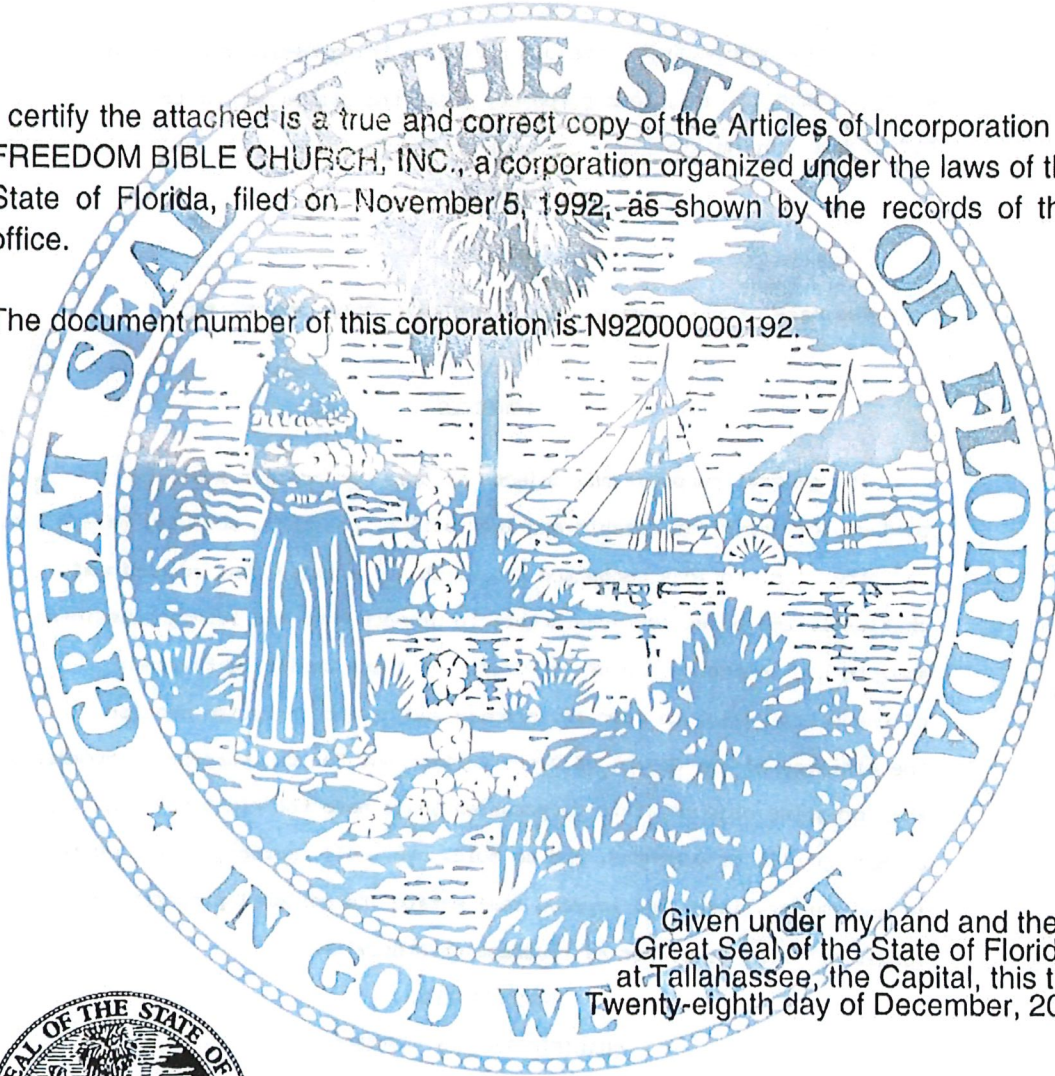 certify the attached is a true and correct copy of the Articles of Incorporation
FREEDOM BIBLE CHURCH, INC., a corporation organized under the laws of th
State of Florida, filed on November 5, 1992, as shown by the records of th
office.
The document number of this corporation is N92000000192.
GREAT SEAL OF THE STATE OF FLORIDA
IN GOD WE TRUST
Given under my hand and the
Great Seal of the State of Florid
at Tallahassee, the Capital, this t
Twenty-eighth day of December, 20
SEAL OF THE STATE OF